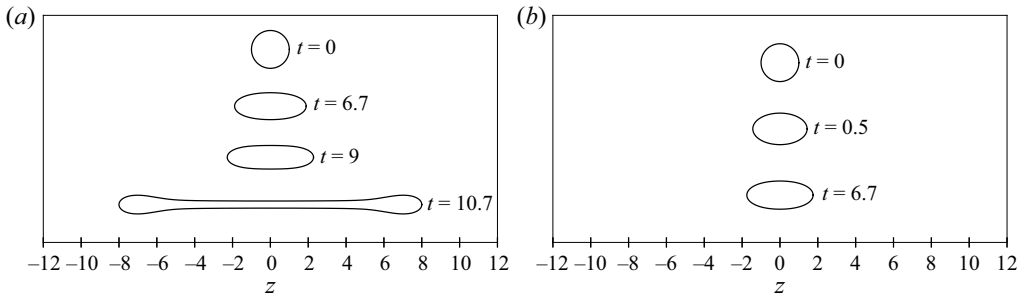 (a)
t = 0
t = 6.7
t = 9
t = 10.7
–12 –10 –8 –6 –4 –2 0 2 4 6 8 10 12
z
(b)
t = 0
t = 0.5
t = 6.7
–12 –10 –8 –6 –4 –2 0 2 4 6 8 10 12
z